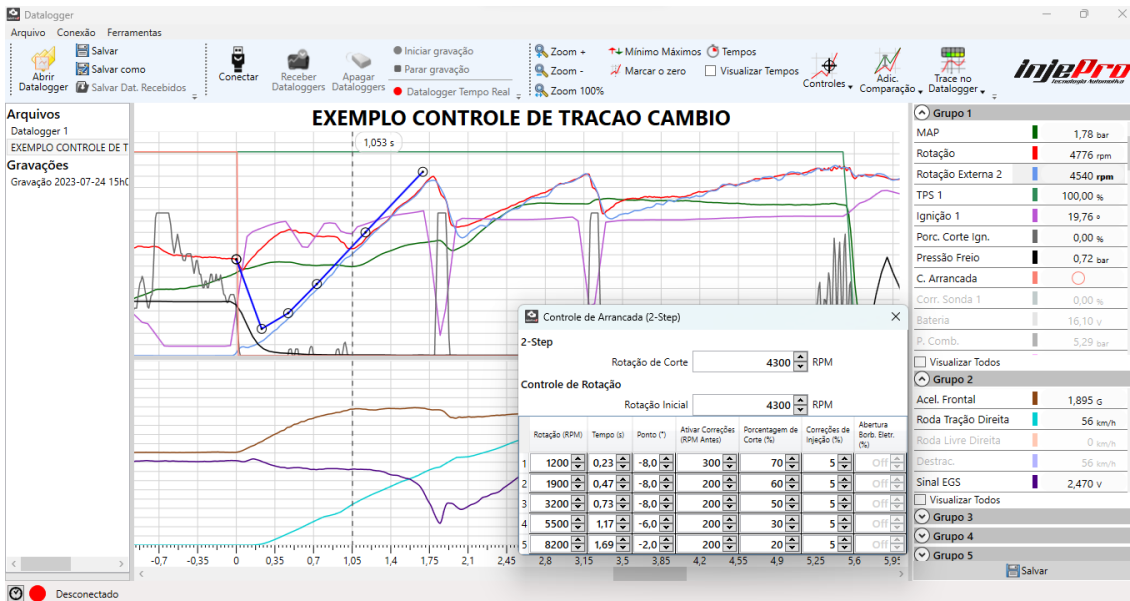 Datalogger
Arquivo Conexão Ferramentas
Abrir Datalogger
Salvar
Salvar como
Salvar Dat. Recebidos
Conectar
Receber Dataloggers
Apagar Dataloggers
Iniciar gravação
Parar gravação
Datalogger Tempo Real
Zoom +
Zoom -
Zoom 100%
Mínimo Máximos
Marcar o zero
Tempos
Visualizar Tempos
Controles
Adic. Comparação
Trace no Datalogger
InjePro
Tecnologia Automotiva
Arquivos
Datalogger 1
EXEMPLO CONTROLE DE T
Gravações
Gravação 2023-07-24 15h0
EXEMPLO CONTROLE DE TRACAO CAMBIO
1,053 s
Controle de Arrancada (2-Step)
2-Step
Rotação de Corte 4300 RPM
Controle de Rotação
Rotação Inicial 4300 RPM
Rotação (RPM) Tempo (s) Ponto (°) Ativar Correções (RPM Antes) Porcentagem de Corte (%) Correções de Injeção (%) Abertura Borb. Eletr. (%)
1 1200 0,23 -8,0 300 70 5 Off
2 1900 0,47 -8,0 200 60 5 Off
3 3200 0,73 -8,0 200 50 5 Off
4 5500 1,17 -6,0 200 30 5 Off
5 8200 1,69 -2,0 200 20 5 Off
-0,7 -0,35 0 0,35 0,7 1,05 1,4 1,75 2,1 2,45 2,8 3,15 3,5 3,85 4,2 4,55 4,9 5,25 5,6 5,95
Grupo 1
MAP 1,78 bar
Rotação 4776 rpm
Rotação Externa 2 4540 rpm
TPS 1 100,00 %
Ignição 1 19,76 °
Porc. Corte Ign. 0,00 %
Pressão Freio 0,72 bar
C. Arrancada
Corr. Sonda 1 0,00 %
Bateria 16,10 v
P. Comb. 5,29 bar
Visualizar Todos
Grupo 2
Acel. Frontal 1,895 G
Roda Tração Direita 56 km/h
Roda Livre Direita 0 km/h
Destrac. 56 km/h
Sinal EGS 2,470 v
Visualizar Todos
Grupo 3
Grupo 4
Grupo 5
Salvar
Desconectado